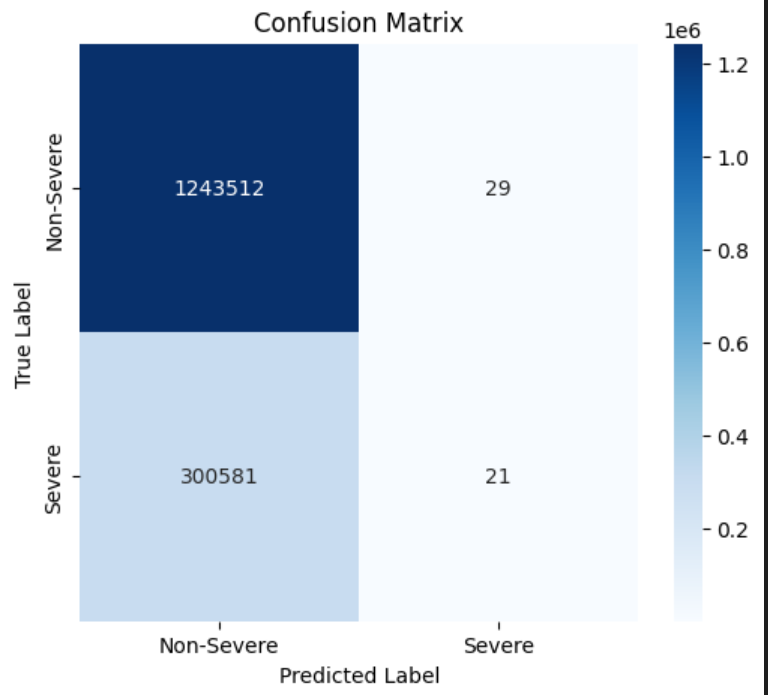 Confusion Matrix
1e6
Non-Severe
1243512
29
Severe
300581
21
True Label
Non-Severe
Severe
Predicted Label
1.2
1.0
0.8
0.6
0.4
0.2